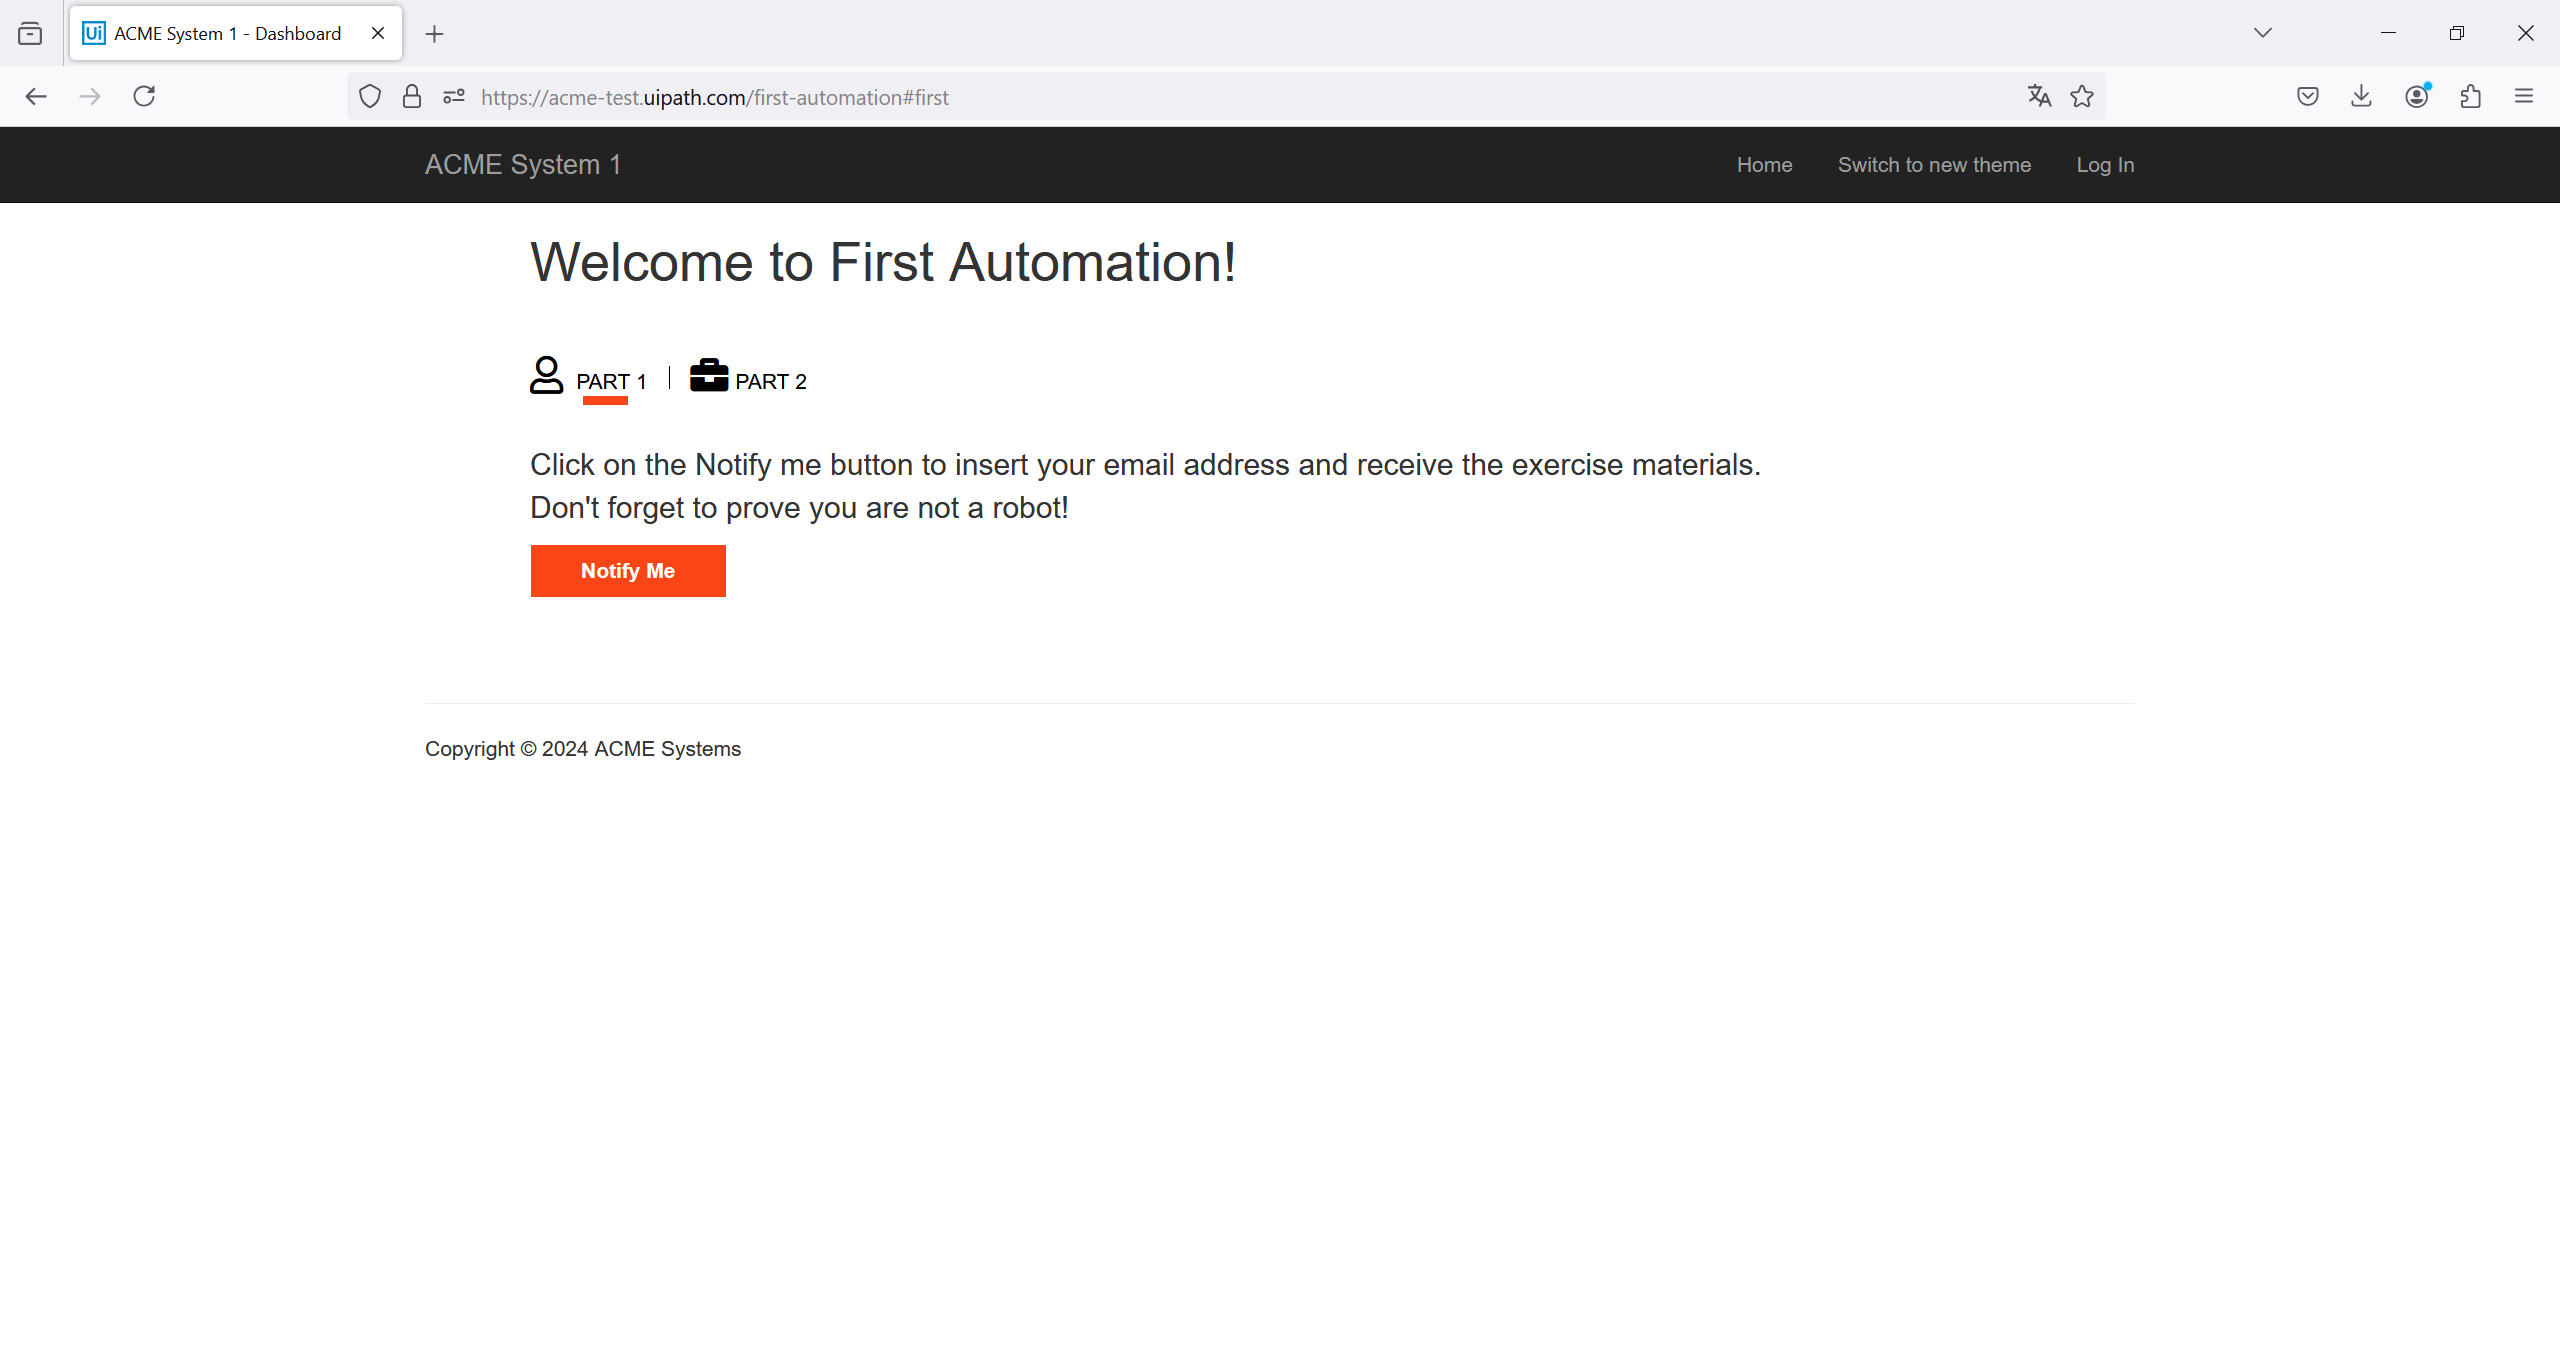 Ui ACME System 1 - Dashboard
https://acme-test.uipath.com/first-automation#first
ACME System 1 Home Switch to new theme Log In
Welcome to First Automation!
PART 1 | PART 2
Click on the Notify me button to insert your email address and receive the exercise materials.
Don't forget to prove you are not a robot!
Notify Me
Copyright © 2024 ACME Systems